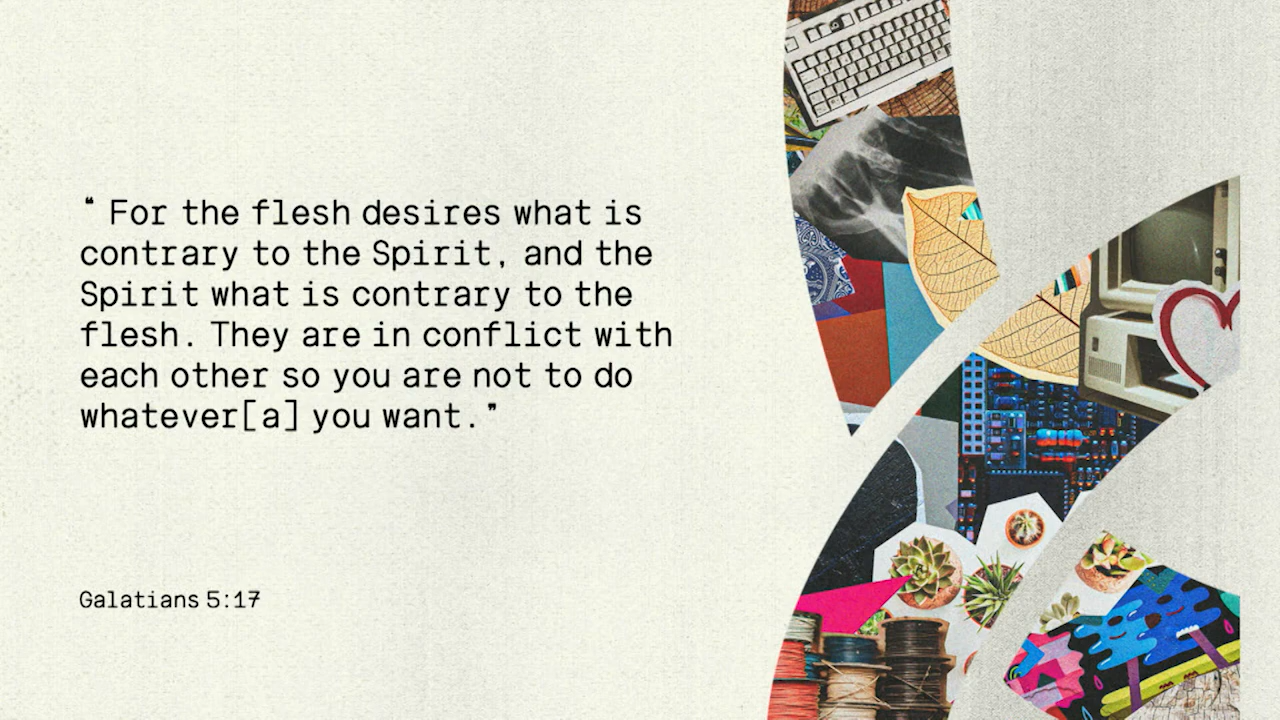 ❝ For the flesh desires what is
contrary to the Spirit, and the
Spirit what is contrary to the
flesh. They are in conflict with
each other so you are not to do
whatever[a] you want.❞
Galatians 5:17